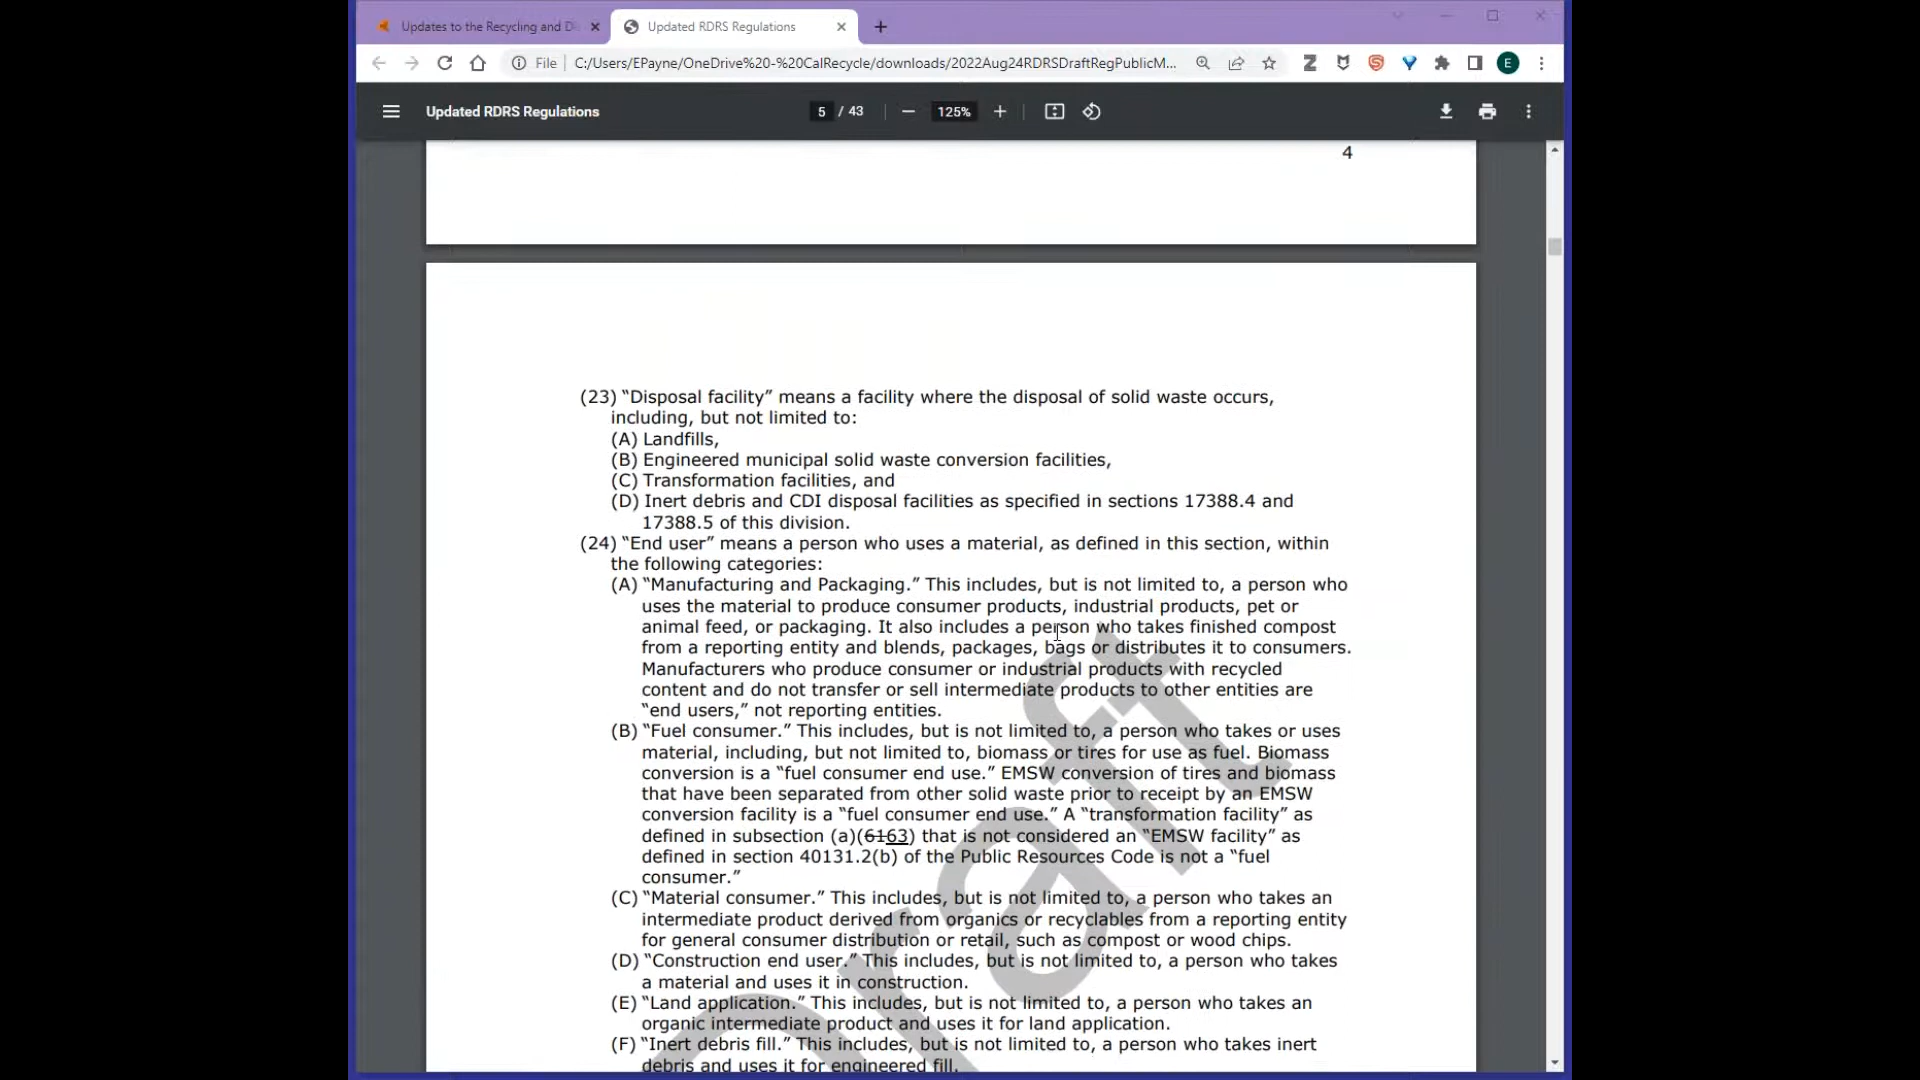 Updates to the Recycling and Di
Updated RDRS Regulations
File C:/Users/EPayne/OneDrive%20-%20CalRecycle/downloads/2022Aug24RDRSDraftRegPublicM...
E
Updated RDRS Regulations
5 / 43
125%
4
(23) “Disposal facility” means a facility where the disposal of solid waste occurs,
including, but not limited to:
(A) Landfills,
(B) Engineered municipal solid waste conversion facilities,
(C) Transformation facilities, and
(D) Inert debris and CDI disposal facilities as specified in sections 17388.4 and
17388.5 of this division.
(24) “End user” means a person who uses a material, as defined in this section, within
the following categories:
(A) “Manufacturing and Packaging.” This includes, but is not limited to, a person who
uses the material to produce consumer products, industrial products, pet or
animal feed, or packaging. It also includes a person who takes finished compost
from a reporting entity and blends, packages, bags or distributes it to consumers.
Manufacturers who produce consumer or industrial products with recycled
content and do not transfer or sell intermediate products to other entities are
“end users,” not reporting entities.
(B) “Fuel consumer.” This includes, but is not limited to, a person who takes or uses
material, including, but not limited to, biomass or tires for use as fuel. Biomass
conversion is a “fuel consumer end use.” EMSW conversion of tires and biomass
that have been separated from other solid waste prior to receipt by an EMSW
conversion facility is a “fuel consumer end use.” A “transformation facility” as
defined in subsection (a)(6163) that is not considered an “EMSW facility” as
defined in section 40131.2(b) of the Public Resources Code is not a “fuel
consumer.”
(C) “Material consumer.” This includes, but is not limited to, a person who takes an
intermediate product derived from organics or recyclables from a reporting entity
for general consumer distribution or retail, such as compost or wood chips.
(D) “Construction end user.” This includes, but is not limited to, a person who takes
a material and uses it in construction.
(E) “Land application.” This includes, but is not limited to, a person who takes an
organic intermediate product and uses it for land application.
(F) “Inert debris fill.” This includes, but is not limited to, a person who takes inert
debris and uses it for engineered fill.
Draft